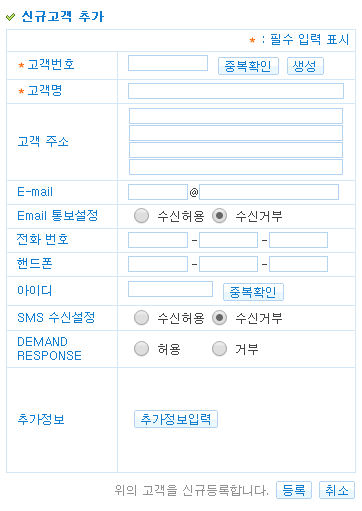 신규고객 추가
* : 필수 입력 표시
*고객번호 중복확인 생성
*고객명
고객 주소
E-mail @
Email 통보설정 수신허용 수신거부
전화 번호 - -
핸드폰 - -
아이디 중복확인
SMS 수신설정 수신허용 수신거부
DEMAND
RESPONSE 허용 거부
추가정보 추가정보입력
위의 고객을 신규등록합니다. 등록 취소